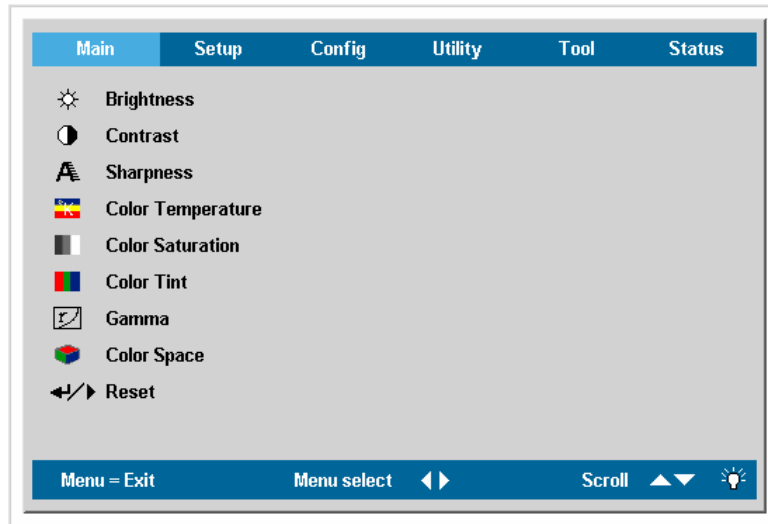 Main Setup Config Utility Tool Status
Brightness
Contrast
Sharpness
°K Color Temperature
Color Saturation
Color Tint
Gamma
Color Space
Reset
Menu = Exit Menu select Scroll